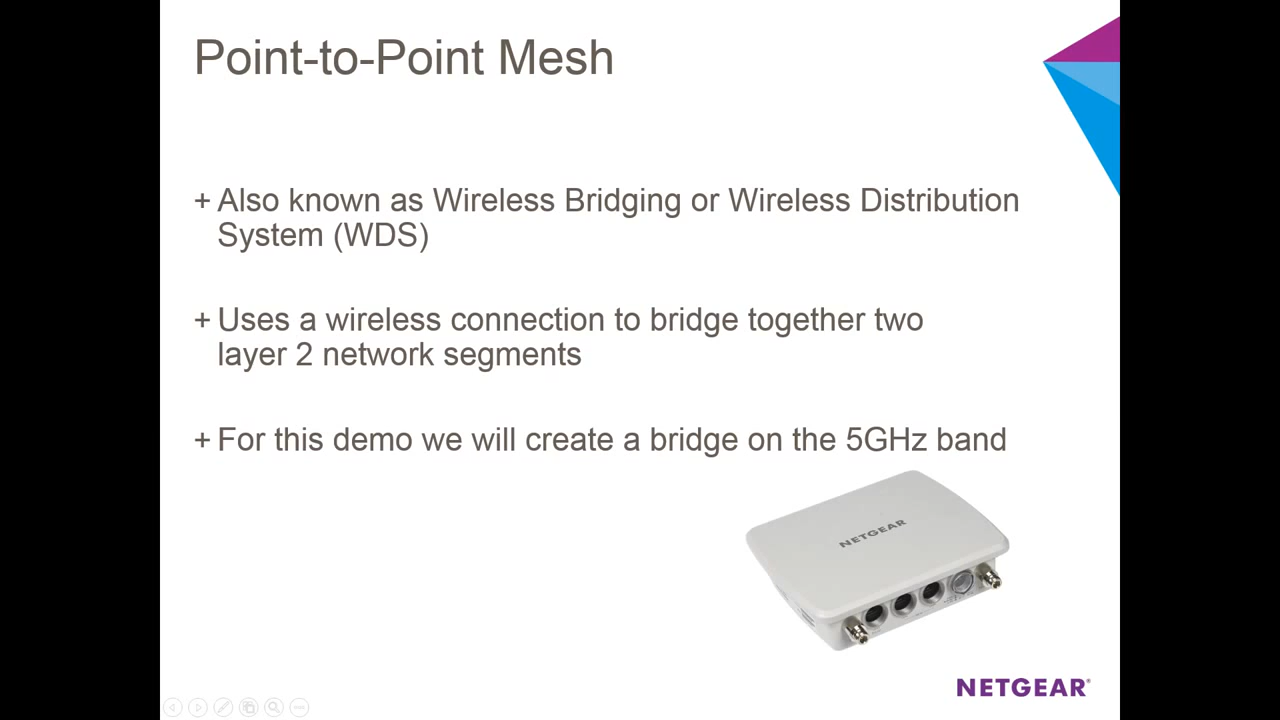 Point-to-Point Mesh
+ Also known as Wireless Bridging or Wireless Distribution
System (WDS)
+ Uses a wireless connection to bridge together two
layer 2 network segments
+ For this demo we will create a bridge on the 5GHz band
NETGEAR
NETGEAR®